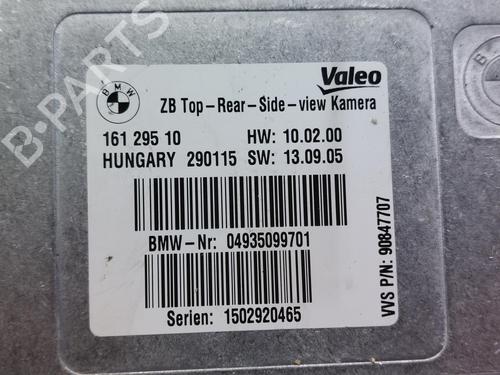 B-PARTS
BMW
Valeo
ZB Top-Rear-Side-view Kamera
161 295 10 HW: 10.02.00
HUNGARY 290115 SW: 13.09.05
BMW-Nr: 04935099701
Serien: 1502920465
VVS P/N: 90847707